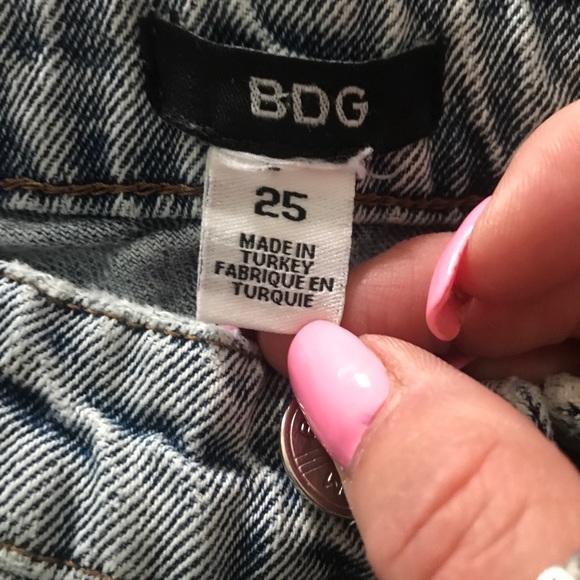 BDG
25
MADE IN
TURKEY
FABRIQUE EN
TURQUIE